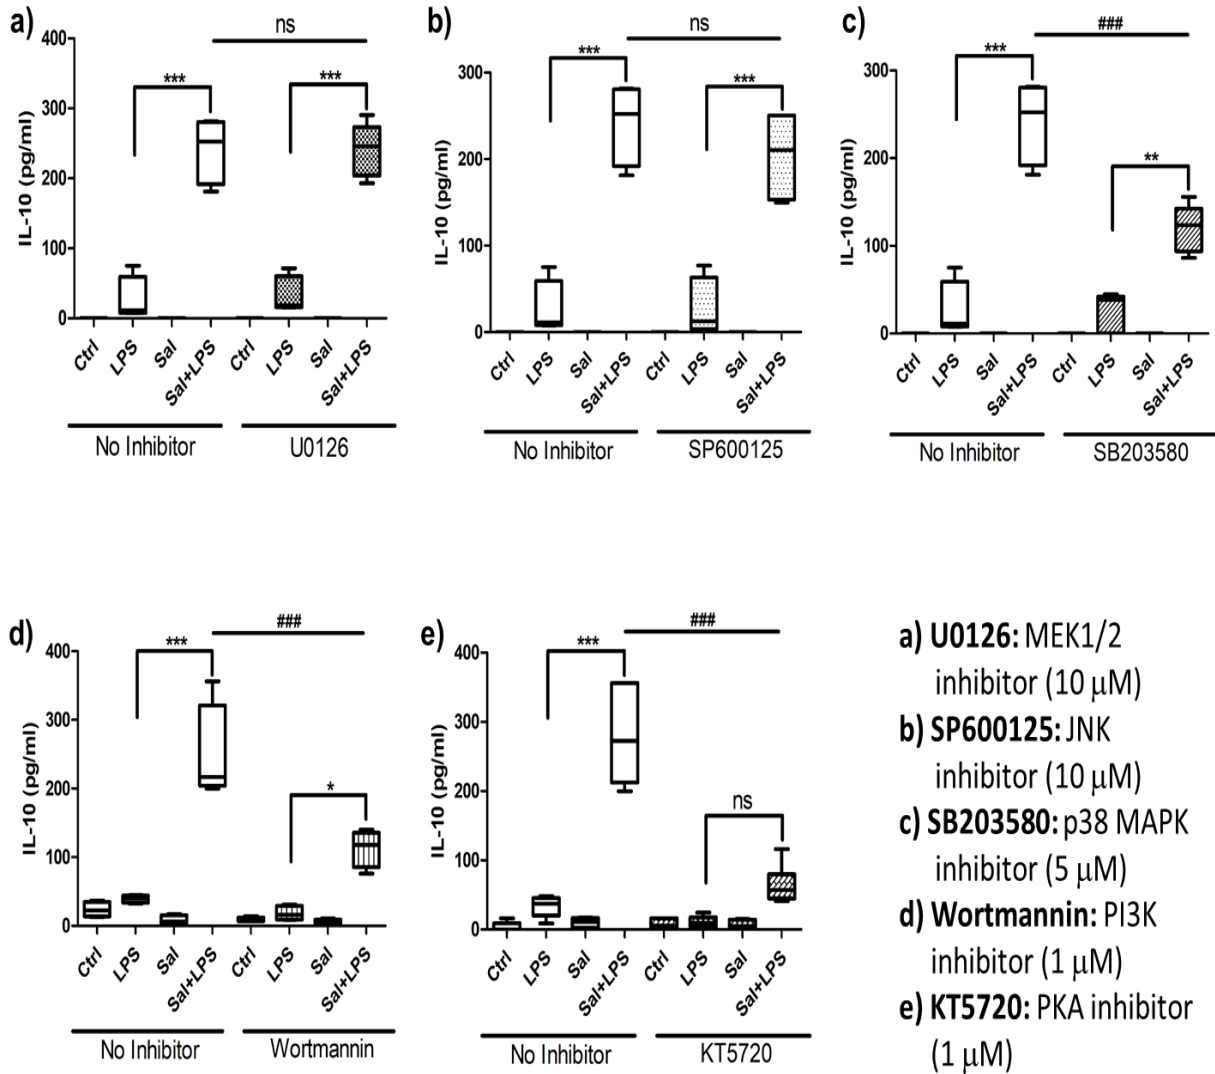 a)
400
300
200
100
0
IL-10 (pg/ml)
ns
***
***
Ctrl
LPS
Sal
Sal+LPS
Ctrl
LPS
Sal
Sal+LPS
No Inhibitor
U0126
b)
300
200
100
0
IL-10 (pg/ml)
ns
***
***
Ctrl
LPS
Sal
Sal+LPS
Ctrl
LPS
Sal
Sal+LPS
No Inhibitor
SP600125
c)
300
200
100
0
IL-10 (pg/ml)
###
***
**
Ctrl
LPS
Sal
Sal+LPS
Ctrl
LPS
Sal
Sal+LPS
No Inhibitor
SB203580
d)
400
300
200
100
0
IL-10 (pg/ml)
###
***
*
Ctrl
LPS
Sal
Sal+LPS
Ctrl
LPS
Sal
Sal+LPS
No Inhibitor
Wortmannin
e)
400
300
200
100
0
IL-10 (pg/ml)
###
***
ns
Ctrl
LPS
Sal
Sal+LPS
Ctrl
LPS
Sal
Sal+LPS
No Inhibitor
KT5720
a) U0126: MEK1/2
inhibitor (10 μM)
b) SP600125: JNK
inhibitor (10 μM)
c) SB203580: p38 MAPK
inhibitor (5 μM)
d) Wortmannin: PI3K
inhibitor (1 μM)
e) KT5720: PKA inhibitor
(1 μM)